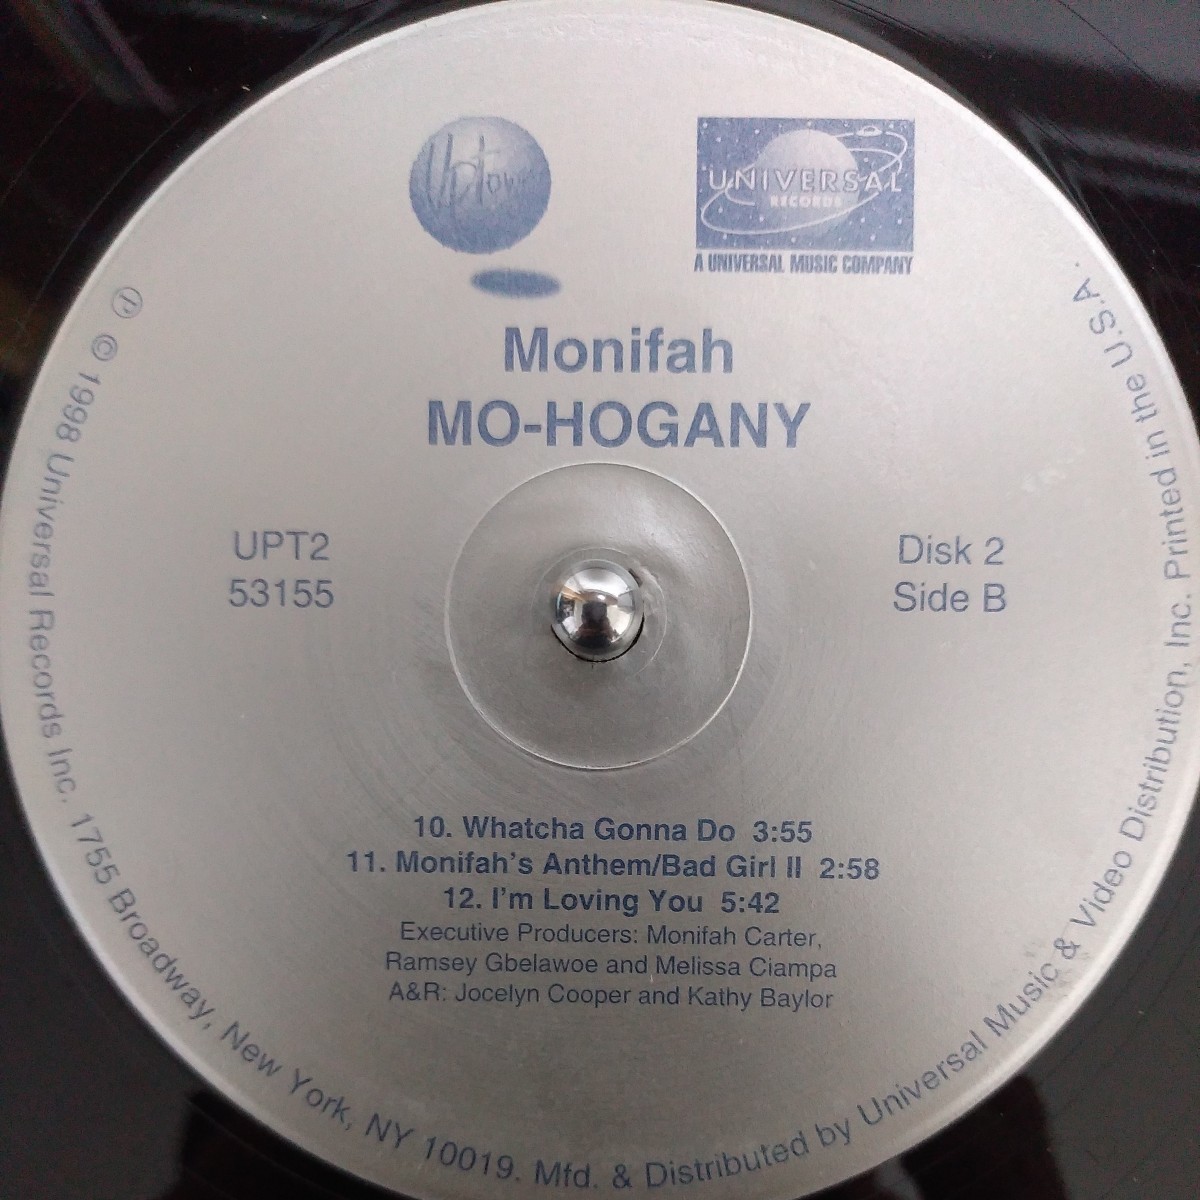 Uptown
UNIVERSAL
RECORDS
A UNIVERSAL MUSIC COMPANY
Monifah
MO-HOGANY
UPT2
53155
Disk 2
Side B
10. Whatcha Gonna Do 3:55
11. Monifah's Anthem/Bad Girl II 2:58
12. I'm Loving You 5:42
Executive Producers: Monifah Carter,
Ramsey Gbelawoe and Melissa Ciampa
A&R: Jocelyn Cooper and Kathy Baylor
℗ © 1998 Universal Records Inc. 1755 Broadway, New York, NY 10019. Mfd. & Distributed by Universal Music & Video Distribution, Inc. Printed in the U.S.A.